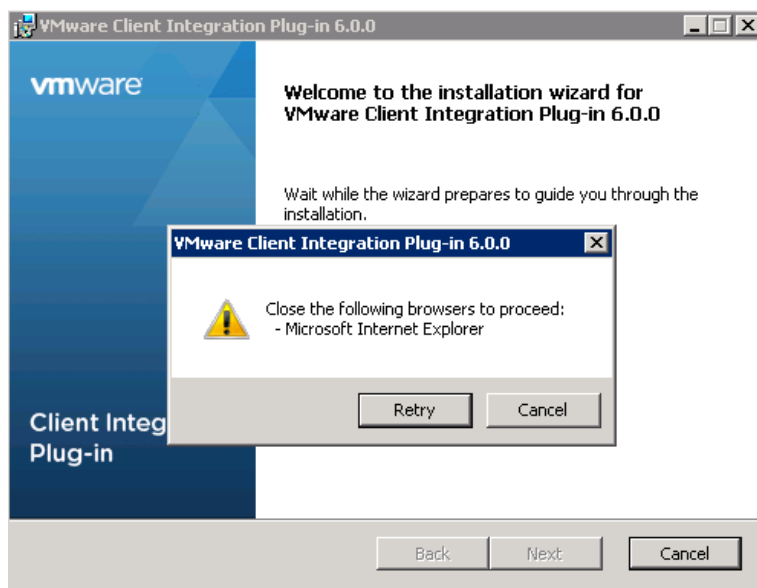 VMware Client Integration Plug-in 6.0.0
vmware
Welcome to the installation wizard for
VMware Client Integration Plug-in 6.0.0
Wait while the wizard prepares to guide you through the
installation.
VMware Client Integration Plug-in 6.0.0
Close the following browsers to proceed:
- Microsoft Internet Explorer
Retry
Cancel
Client Integ
Plug-in
Back
Next
Cancel